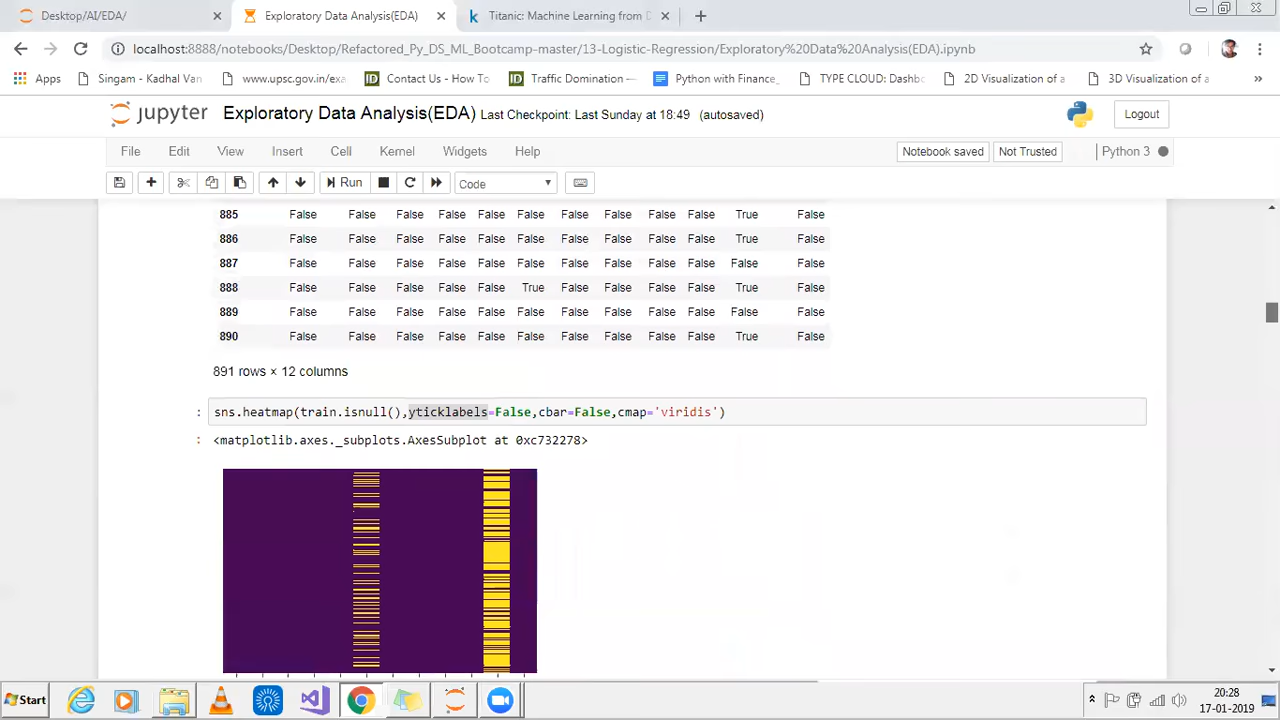 Desktop/AI/EDA/
Exploratory Data Analysis(EDA)
Titanic: Machine Learning from D
localhost:8888/notebooks/Desktop/Refactored_Py_DS_ML_Bootcamp-master/13-Logistic-Regression/Exploratory%20Data%20Analysis(EDA).ipynb
Apps
Singam - Kadhal Van
www.upsc.gov.in/exa
Contact Us - How To
Traffic Domination —
Python with Finance_
TYPE CLOUD: Dashb
2D Visualization of a
3D Visualization of a
»
jupyter Exploratory Data Analysis(EDA) Last Checkpoint: Last Sunday at 18:49 (autosaved)
Logout
File Edit View Insert Cell Kernel Widgets Help
Notebook saved Not Trusted Python 3
Run Code
885 False False False False False False False False False False True False
886 False False False False False False False False False False True False
887 False False False False False False False False False False False False
888 False False False False False True False False False False True False
889 False False False False False False False False False False False False
890 False False False False False False False False False False True False
891 rows × 12 columns
: sns.heatmap(train.isnull(),yticklabels=False,cbar=False,cmap='viridis')
: <matplotlib.axes._subplots.AxesSubplot at 0xc732278>
Start
20:28
17-01-2019